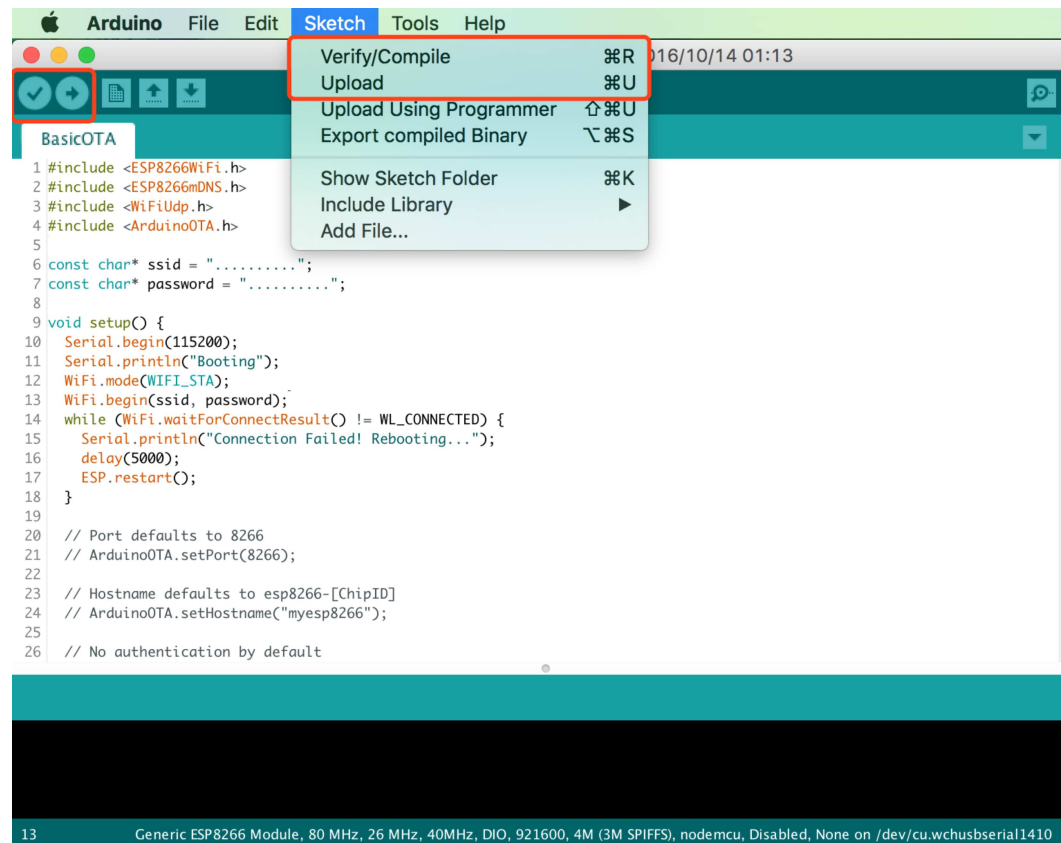 Arduino File Edit Sketch Tools Help
016/10/14 01:13
Verify/Compile ⌘R
Upload ⌘U
Upload Using Programmer ⇧⌘U
Export compiled Binary ⌥⌘S
Show Sketch Folder ⌘K
Include Library ▶
Add File...
BasicOTA
1 #include <ESP8266WiFi.h>
2 #include <ESP8266mDNS.h>
3 #include <WiFiUdp.h>
4 #include <ArduinoOTA.h>
5
6 const char* ssid = "..........";
7 const char* password = "..........";
8
9 void setup() {
10 Serial.begin(115200);
11 Serial.println("Booting");
12 WiFi.mode(WIFI_STA);
13 WiFi.begin(ssid, password);
14 while (WiFi.waitForConnectResult() != WL_CONNECTED) {
15 Serial.println("Connection Failed! Rebooting...");
16 delay(5000);
17 ESP.restart();
18 }
19
20 // Port defaults to 8266
21 // ArduinoOTA.setPort(8266);
22
23 // Hostname defaults to esp8266-[ChipID]
24 // ArduinoOTA.setHostname("myesp8266");
25
26 // No authentication by default
13 Generic ESP8266 Module, 80 MHz, 26 MHz, 40MHz, DIO, 921600, 4M (3M SPIFFS), nodemcu, Disabled, None on /dev/cu.wchusbserial1410